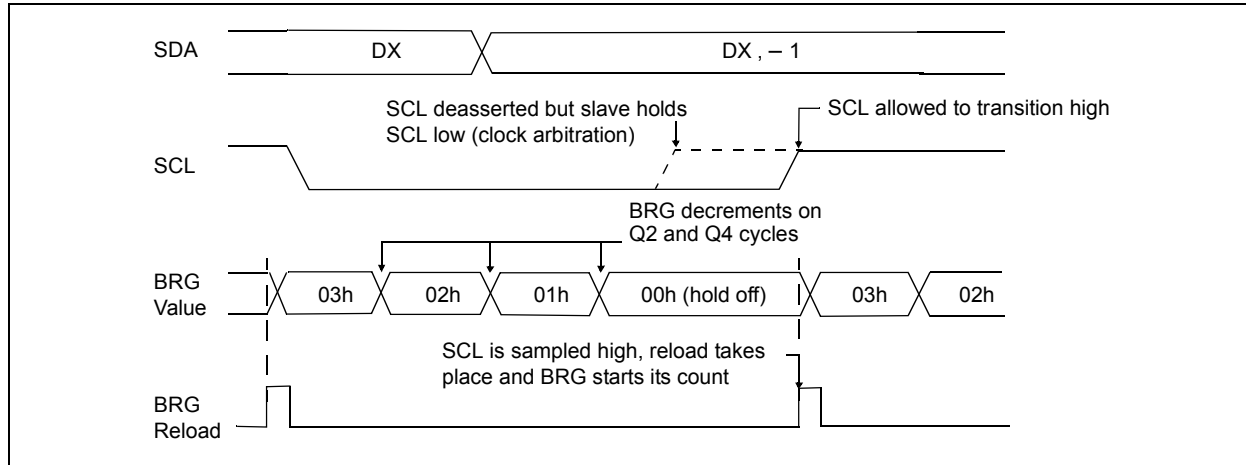 SDA
DX
DX , – 1
SCL deasserted but slave holds
SCL low (clock arbitration)
SCL allowed to transition high
SCL
BRG decrements on
Q2 and Q4 cycles
BRG
Value
03h
02h
01h
00h (hold off)
03h
02h
SCL is sampled high, reload takes
place and BRG starts its count
BRG
Reload